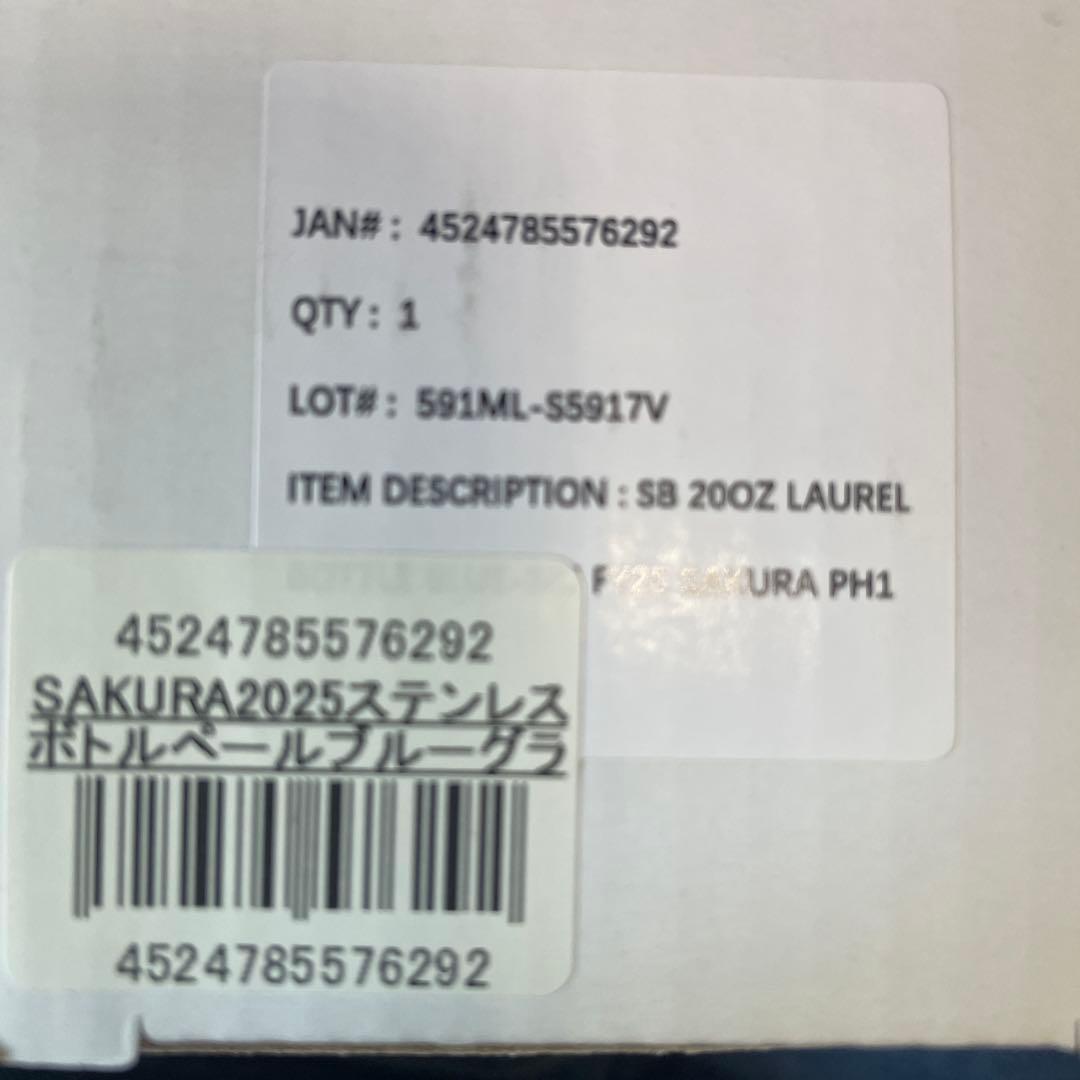 JAN# : 4524785576292
QTY : 1
LOT# : 591ML-S5917V
ITEM DESCRIPTION : SB 20OZ LAUREL
FY25 SAKURA PH1
4524785576292
SAKURA2025ステンレス
ボトルペールブルーグラ
4524785576292